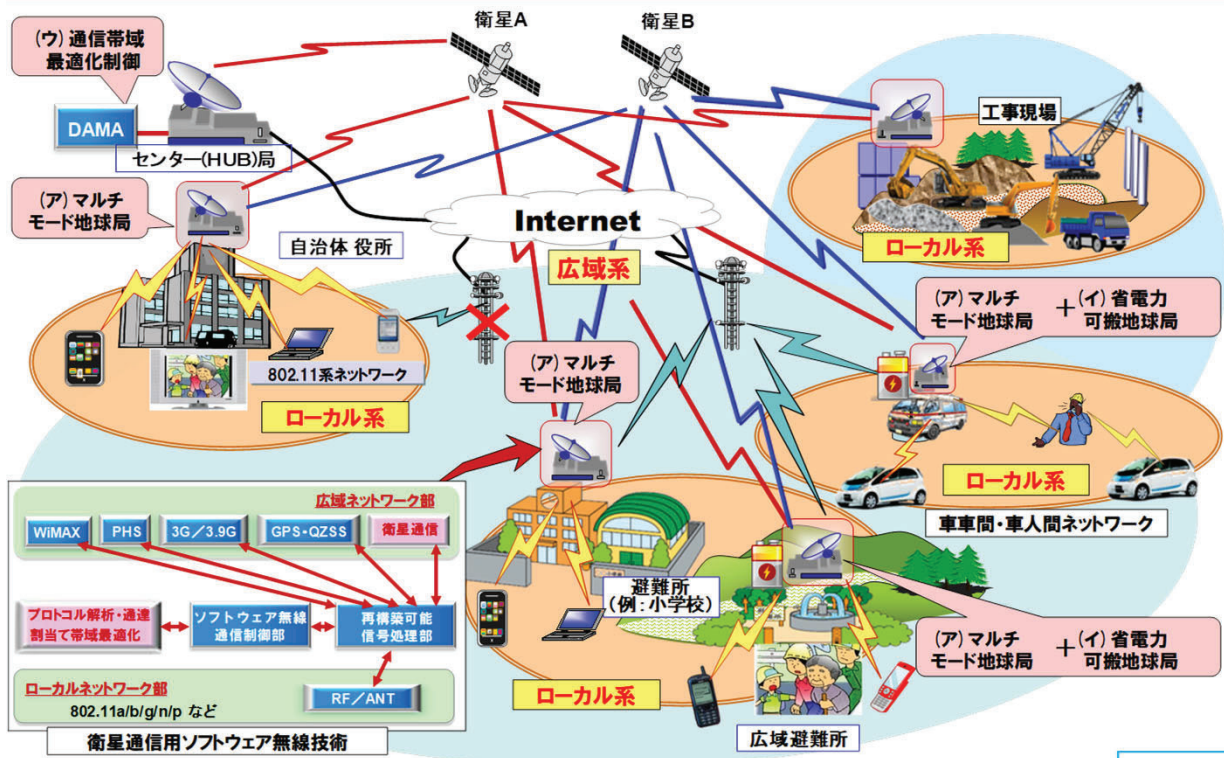 衛星A
衛星B
(ウ) 通信帯域
最適化制御
DAMA
センター(HUB)局
工事現場
ローカル系
(ア) マルチ
モード地球局
自治体 役所
Internet
広域系
(ア) マルチ
モード地球局
+(イ) 省電力
可搬地球局
802.11系ネットワーク
ローカル系
(ア) マルチ
モード地球局
ローカル系
車車間・車人間ネットワーク
広域ネットワーク部
WiMAX
PHS
3G/3.9G
GPS・QZSS
衛星通信
プロトコル解析・通達
割当て帯域最適化
ソフトウェア無線
通信制御部
再構築可能
信号処理部
ローカルネットワーク部
802.11a/b/g/n/p など
RF/ANT
衛星通信用ソフトウェア無線技術
避難所
(例:小学校)
ローカル系
(ア) マルチ
モード地球局
+(イ) 省電力
可搬地球局
広域避難所